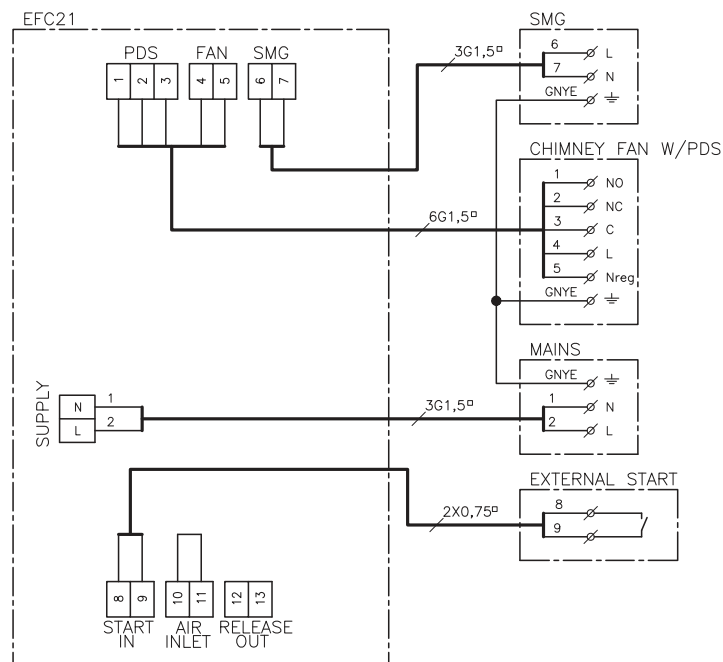 EFC21
SMG
PDS FAN SMG
1 2 3 4 5 6 7
3G1,5□
6 L
7 N
GNYE
CHIMNEY FAN W/PDS
1 NO
2 NC
3 C
4 L
5 Nreg
GNYE
6G1,5□
MAINS
GNYE
1 N
2 L
3G1,5□
SUPPLY
N 1
L 2
EXTERNAL START
8
9
2X0,75□
8 9 10 11 12 13
START IN
AIR INLET
RELEASE OUT